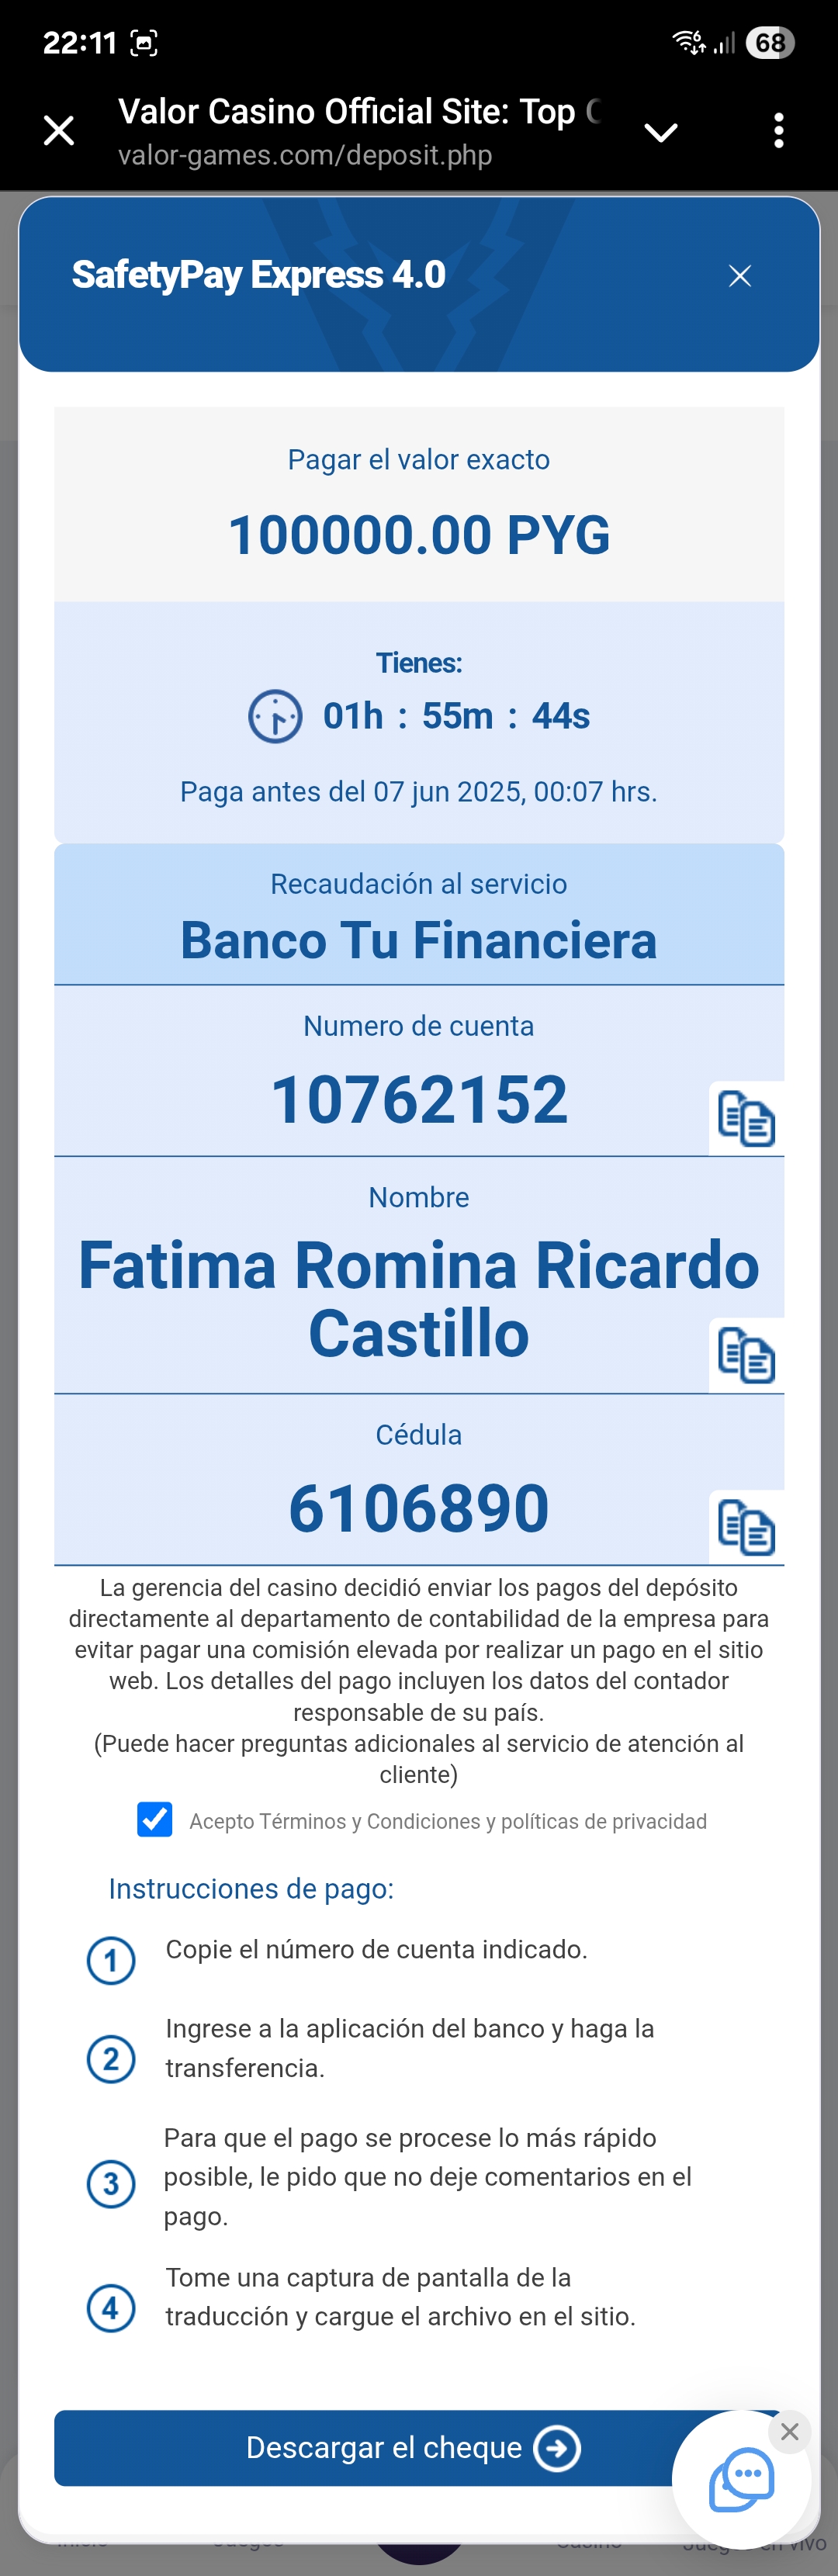 22:11
68
Valor Casino Official Site: Top
valor-games.com/deposit.php
SafetyPay Express 4.0
Pagar el valor exacto
100000.00 PYG
Tienes:
01h : 55m : 44s
Paga antes del 07 jun 2025, 00:07 hrs.
Recaudación al servicio
Banco Tu Financiera
Numero de cuenta
10762152
Nombre
Fatima Romina Ricardo
Castillo
Cédula
6106890
La gerencia del casino decidió enviar los pagos del depósito
directamente al departamento de contabilidad de la empresa para
evitar pagar una comisión elevada por realizar un pago en el sitio
web. Los detalles del pago incluyen los datos del contador
responsable de su país.
(Puede hacer preguntas adicionales al servicio de atención al
cliente)
Acepto Términos y Condiciones y políticas de privacidad
Instrucciones de pago:
1 Copie el número de cuenta indicado.
2 Ingrese a la aplicación del banco y haga la
transferencia.
3 Para que el pago se procese lo más rápido
posible, le pido que no deje comentarios en el
pago.
4 Tome una captura de pantalla de la
traducción y cargue el archivo en el sitio.
Descargar el cheque